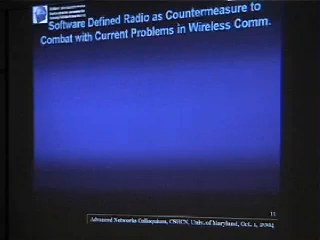 Software Defined Radio as Countermeasure to
Combat with Current Problems in Wireless Comm.
11
Advanced Networks Colloquium, CSHCN, Univ. of Maryland, Oct. 1, 2004